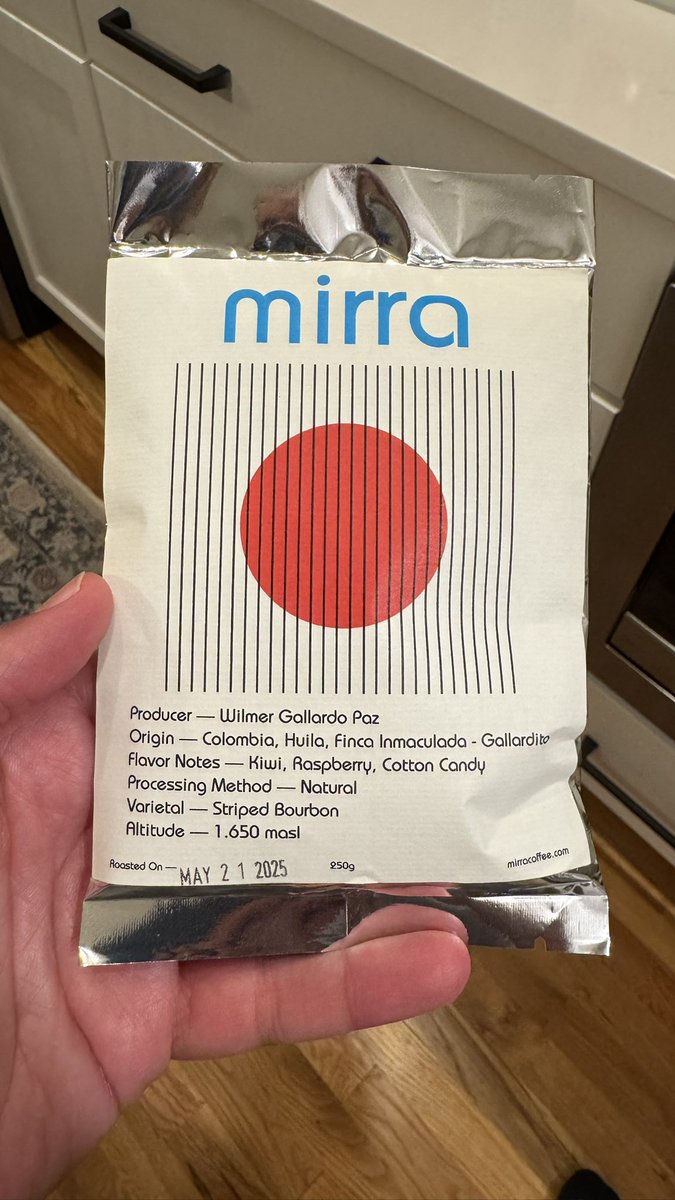 mirra
Producer — Wilmer Gallardo Paz
Origin — Colombia, Huila, Finca Inmaculada - Gallardito
Flavor Notes — Kiwi, Raspberry, Cotton Candy
Processing Method — Natural
Varietal — Striped Bourbon
Altitude — 1.650 masl
Roasted On — MAY 21 2025 250g mirracoffee.com